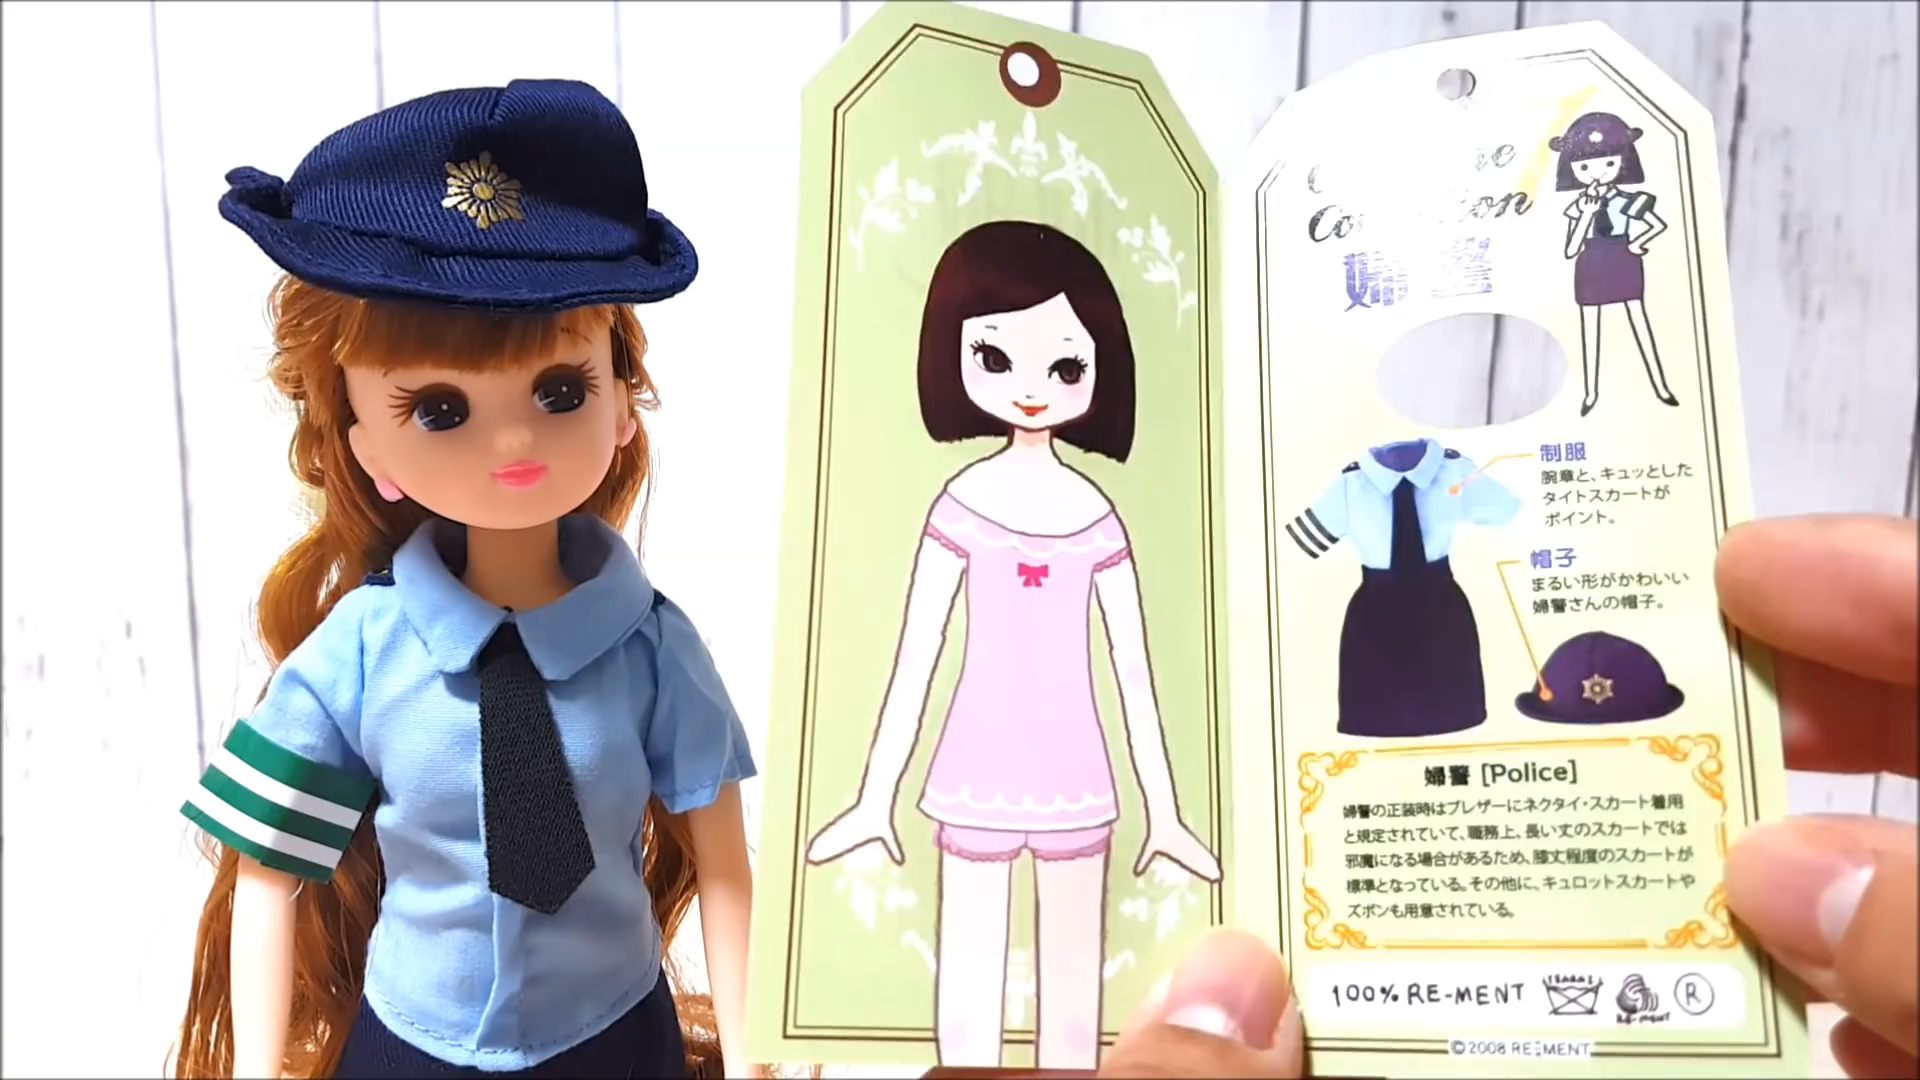 婦警
制服
腕章と、キュッとした
タイトスカートが
ポイント。
帽子
まるい形がかわいい
婦警さんの帽子。
婦警 [Police]
婦警の正装時はブレザーにネクタイ・スカート着用
と規定されていて、職務上、長い丈のスカートでは
邪魔になる場合があるため、膝丈程度のスカートが
標準となっている。その他に、キュロットスカートや
ズボンも用意されている。
100% RE-MENT
RE-MENT
R
©2008 RE-MENT